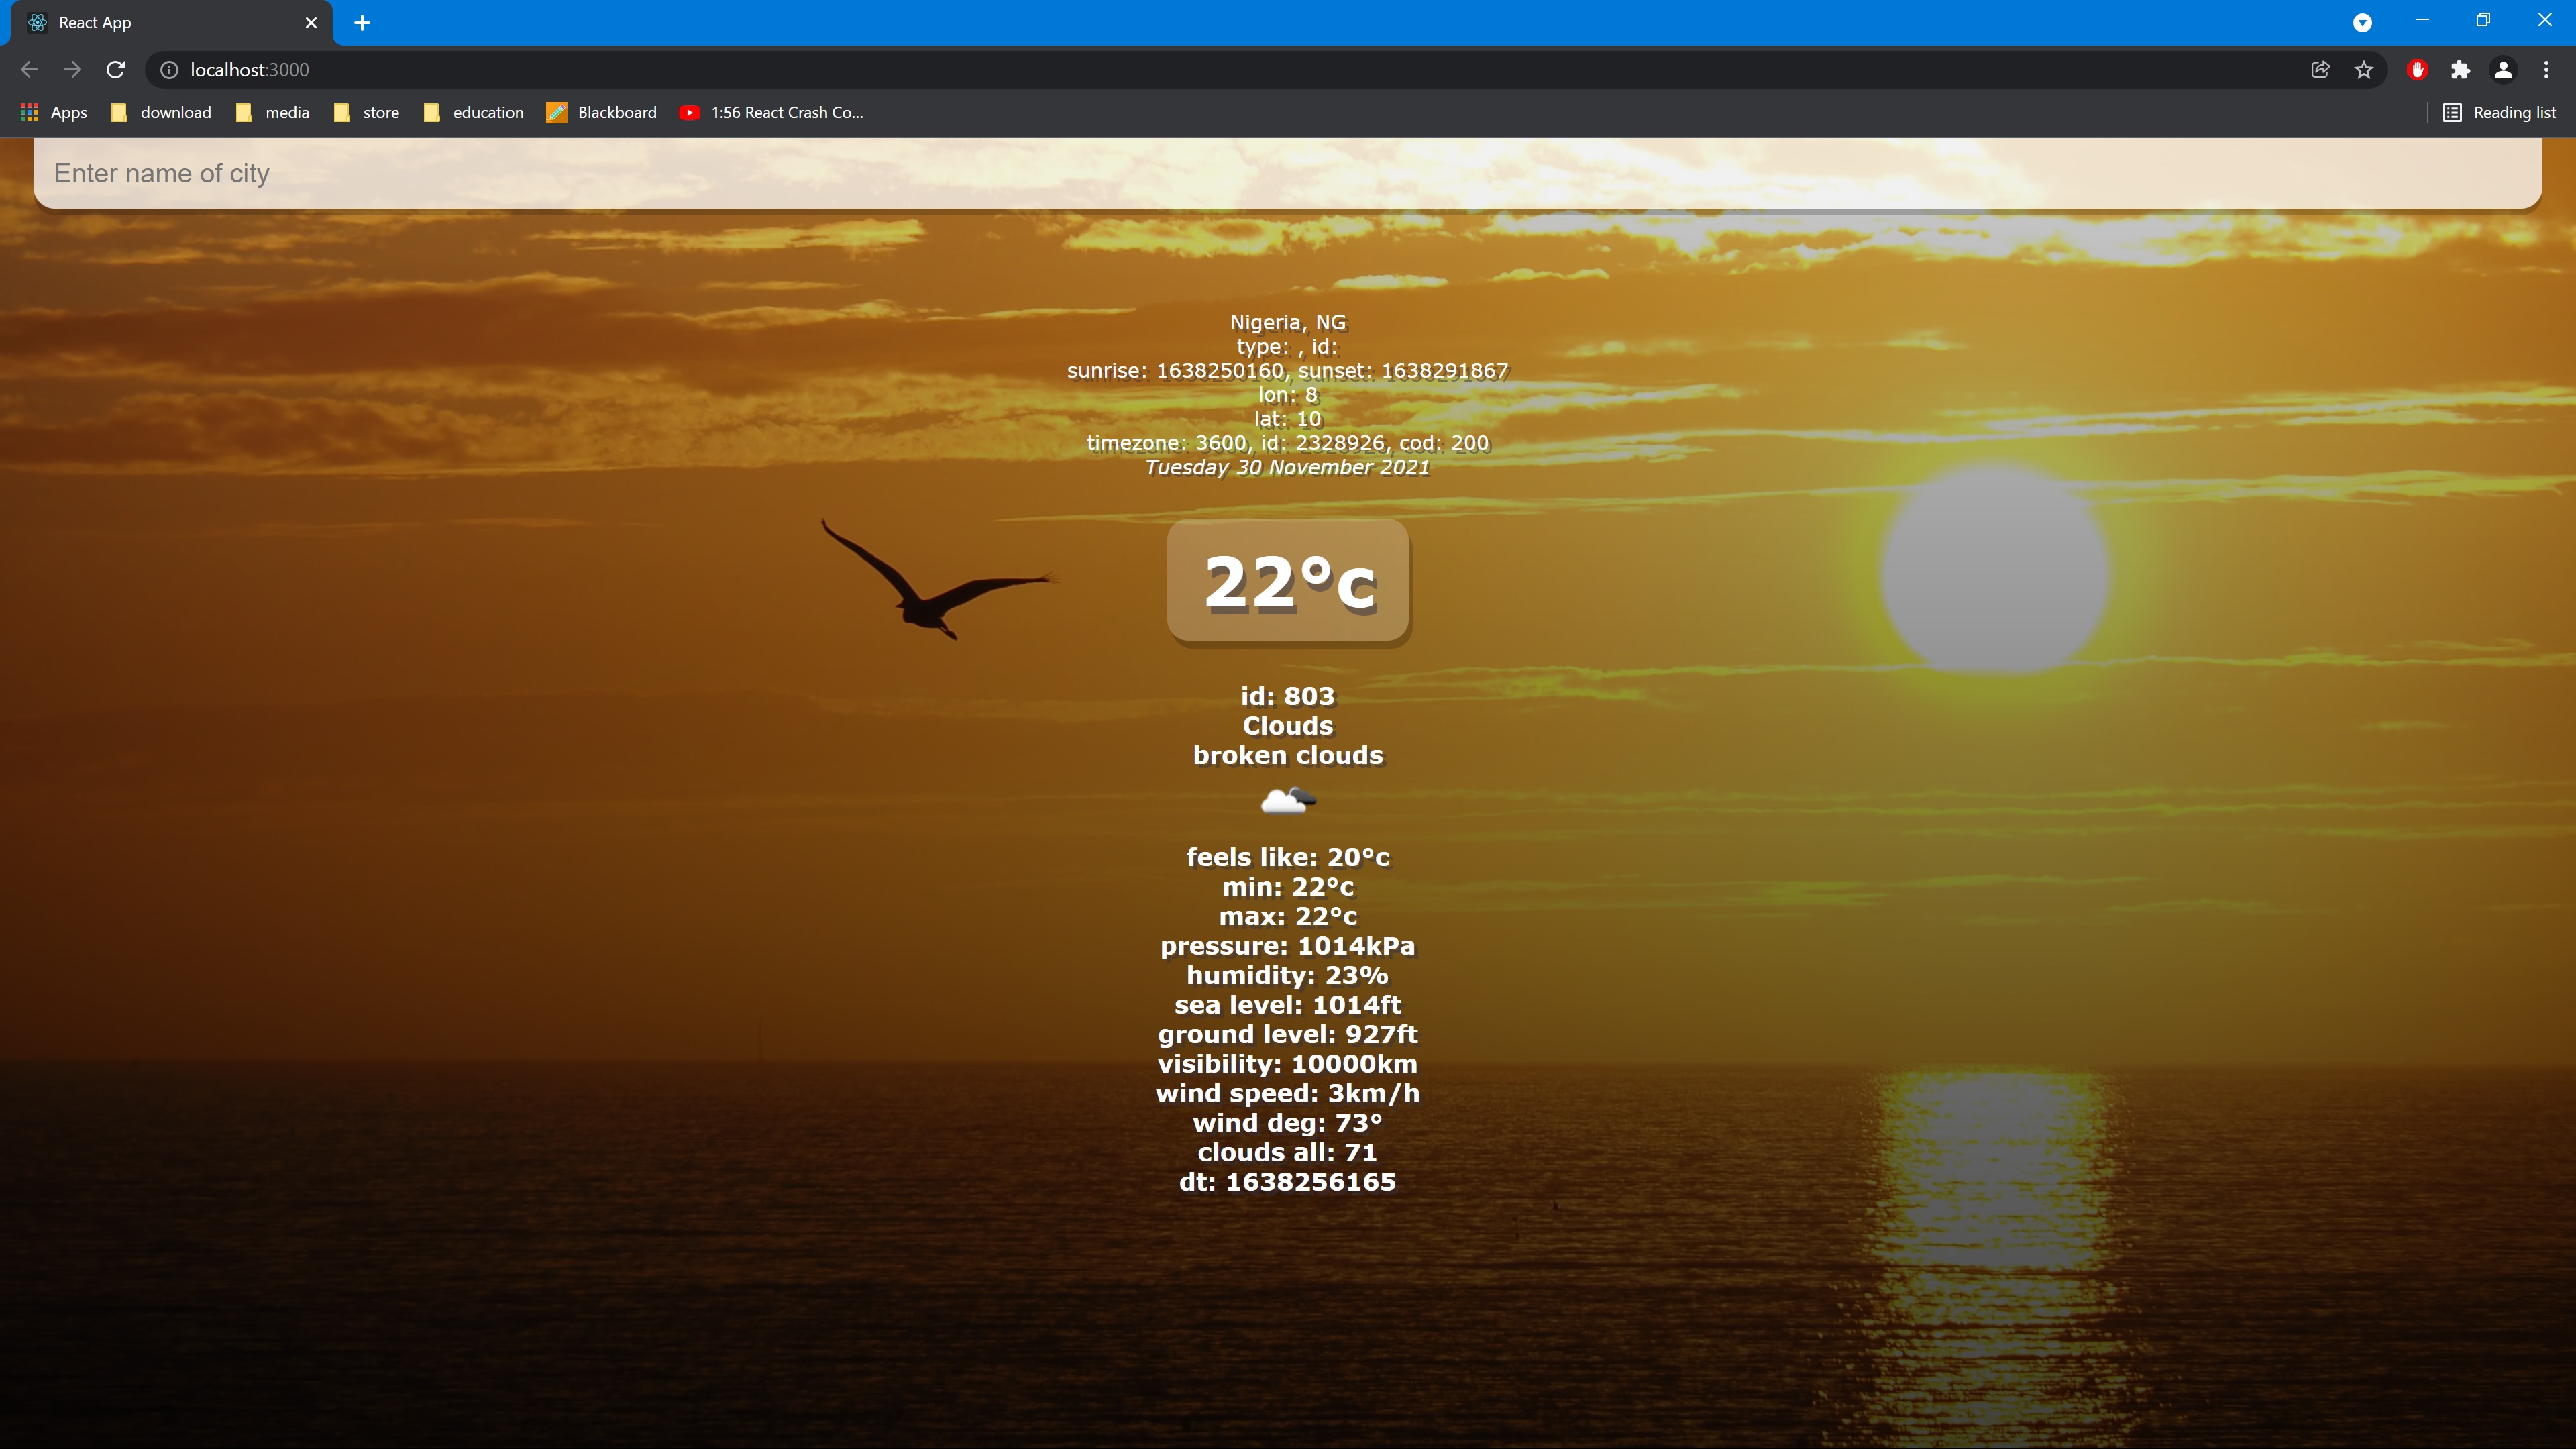 React App
localhost:3000
Apps download media store education Blackboard 1:56 React Crash Co... Reading list
Enter name of city
Nigeria, NG
type: , id:
sunrise: 1638250160, sunset: 1638291867
lon: 8
lat: 10
timezone: 3600, id: 2328926, cod: 200
Tuesday 30 November 2021
22°c
id: 803
Clouds
broken clouds
feels like: 20°c
min: 22°c
max: 22°c
pressure: 1014kPa
humidity: 23%
sea level: 1014ft
ground level: 927ft
visibility: 10000km
wind speed: 3km/h
wind deg: 73°
clouds all: 71
dt: 1638256165